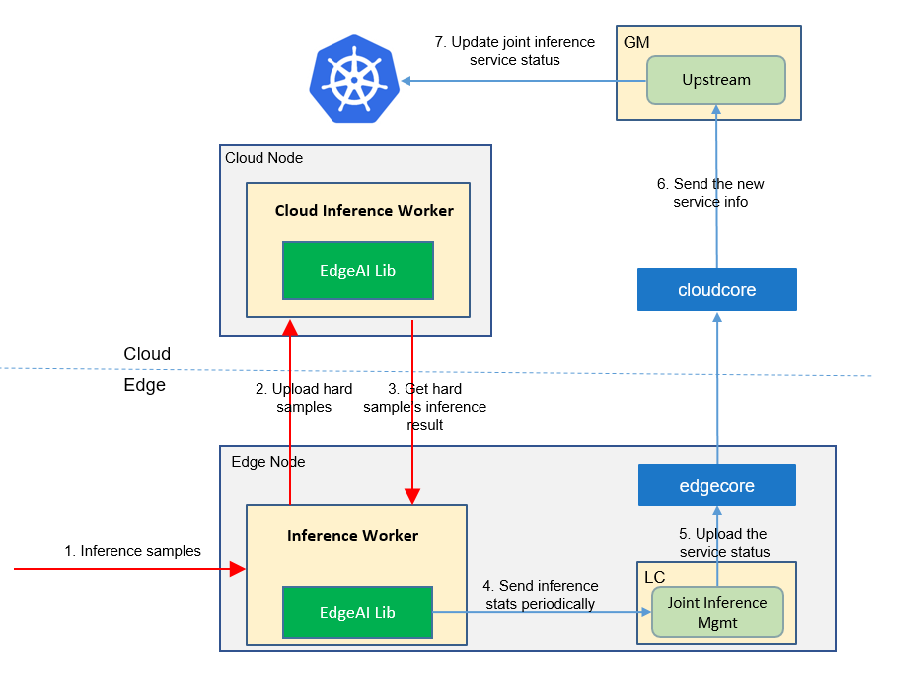 7. Update joint inference
service status
GM
Upstream
Cloud Node
Cloud Inference Worker
EdgeAI Lib
6. Send the new
service info
cloudcore
Cloud
Edge
2. Upload hard
samples
3. Get hard
sample's inference
result
Edge Node
edgecore
Inference Worker
1. Inference samples
5. Upload the
service status
LC
4. Send inference
stats periodically
EdgeAI Lib
Joint Inference
Mgmt